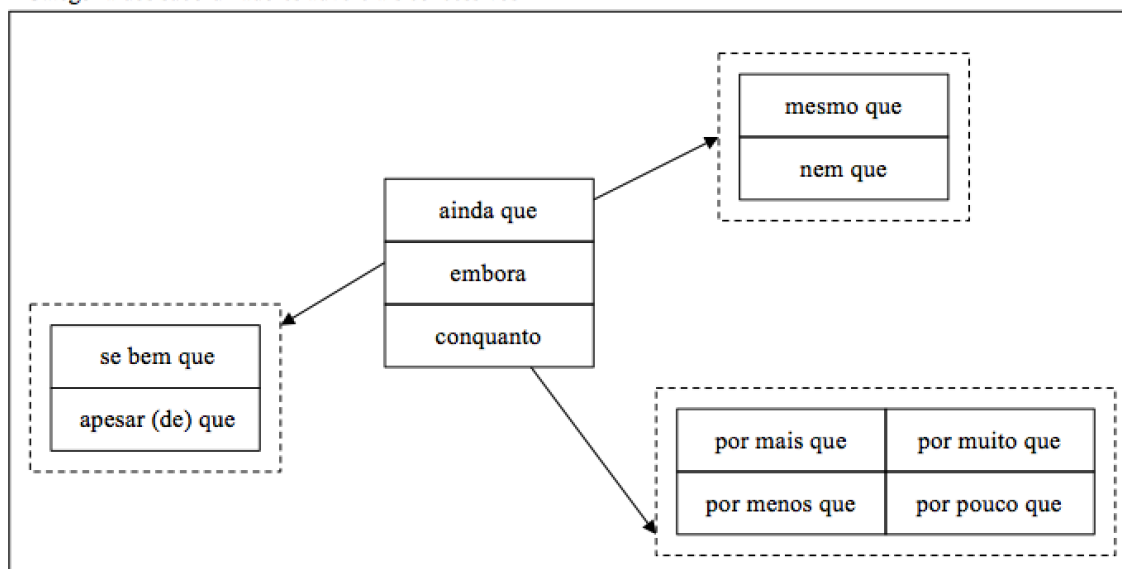 mesmo que
nem que
ainda que
embora
conquanto
se bem que
apesar (de) que
por mais que
por muito que
por menos que
por pouco que